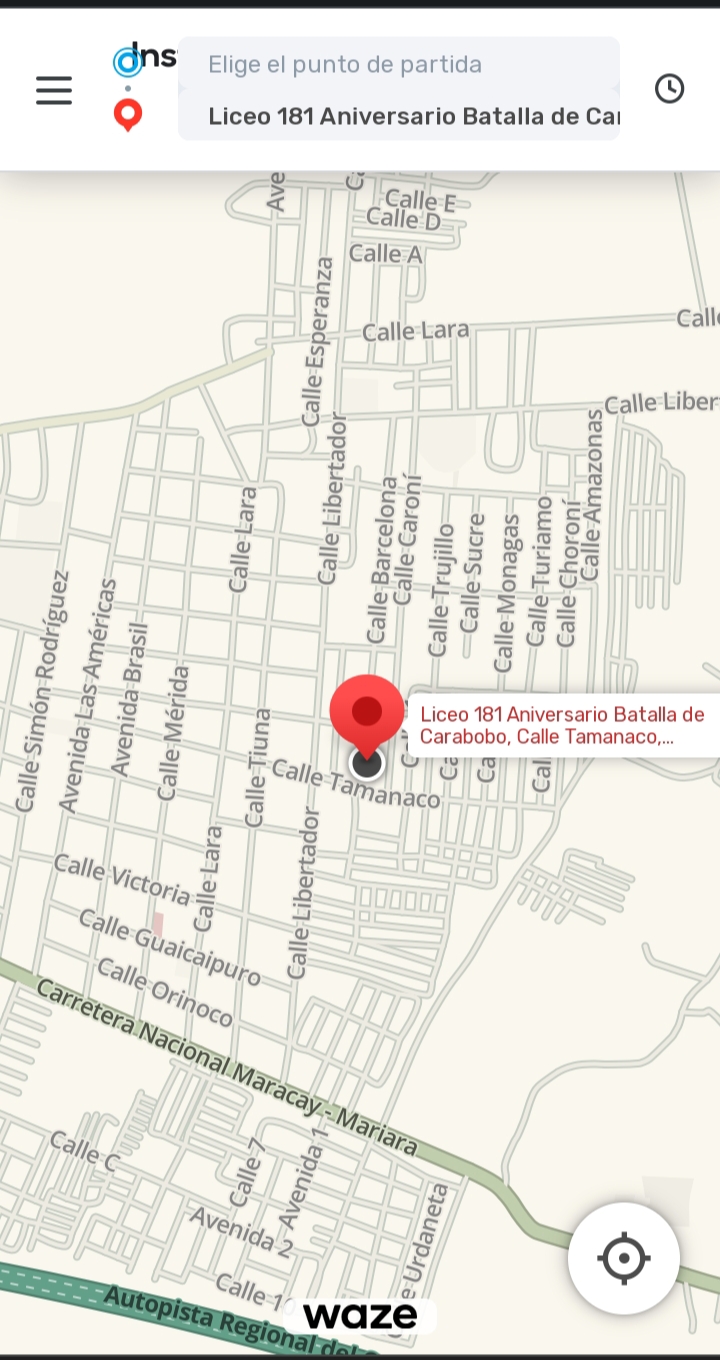 Ins
Elige el punto de partida
Liceo 181 Aniversario Batalla de Car
Ave
Calle E
Calle D
Calle A
Calle Esperanza
Calle Lara
Calle
Calle Liber
Calle Libertador
Calle Amazonas
Calle Lara
Calle Barcelona
Calle Caroní
Calle Trujillo
Calle Sucre
Calle Monagas
Calle Turiamo
Calle Choroní
Calle Simón Rodríguez
Avenida Las Américas
Avenida Brasil
Calle Mérida
Calle Tiuna
Liceo 181 Aniversario Batalla de
Carabobo, Calle Tamanaco,...
Calle Tamanaco
Calle Victoria
Calle Lara
Calle Libertador
Calle Guaicaipuro
Calle Orinoco
Carretera Nacional Maracay - Mariara
Calle C
Calle 7
Avenida 1
Avenida 2
Urdaneta
Autopista Regional del
waze